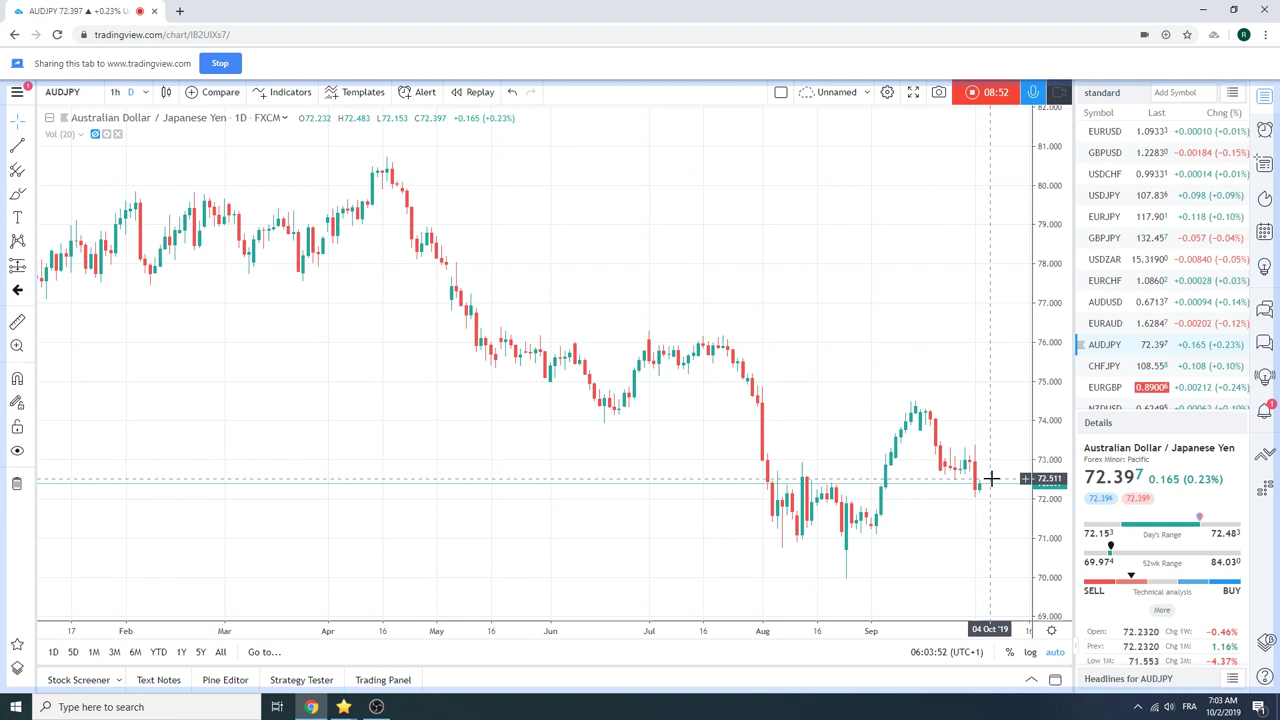 AUDJPY 72.397 ▲ +0.23% U
tradingview.com/chart/IB2UIXs7/
R
Sharing this tab to www.tradingview.com Stop
1
AUDJPY 1h D Compare Indicators Templates Alert Replay Unnamed 08:52
Australian Dollar / Japanese Yen · 1D · FXCM O72.232 H72.483 L72.153 C72.397 +0.165 (+0.23%)
Vol (20)
82.000
81.000
80.000
79.000
78.000
77.000
76.000
75.000
74.000
73.000
72.511
72.000
71.000
70.000
69.000
17 Feb Mar Apr 16 May 16 Jun Jul 16 Aug 16 Sep 04 Oct '19 16
1D 5D 1M 3M 6M YTD 1Y 5Y All Go to... 06:03:52 (UTC+1) % log auto
Stock Screener Text Notes Pine Editor Strategy Tester Trading Panel
standard Add Symbol
Symbol Last Chng (%)
EURUSD 1.0933³ +0.00010 (+0.01%)
GBPUSD 1.2283⁰ −0.00184 (−0.15%)
USDCHF 0.9933¹ +0.00014 (+0.01%)
USDJPY 107.83⁶ +0.098 (+0.09%)
EURJPY 117.90¹ +0.118 (+0.10%)
GBPJPY 132.45⁷ −0.057 (−0.04%)
USDZAR 15.3190⁰ −0.00840 (−0.05%)
EURCHF 1.0860² +0.00028 (+0.03%)
AUDUSD 0.6713⁷ +0.00094 (+0.14%)
EURAUD 1.6284⁷ −0.00202 (−0.12%)
AUDJPY 72.39⁷ +0.165 (+0.23%)
CHFJPY 108.55⁸ +0.108 (+0.10%)
EURGBP 0.8900⁶ +0.00212 (+0.24%)
NZDUSD
Details
Australian Dollar / Japanese Yen
Forex Minor: Pacific
72.39⁷ 0.165 (0.23%)
72.39⁶ 72.39⁹
72.15³ Day's Range 72.48³
69.97⁴ 52wk Range 84.03⁰
SELL Technical analysis BUY
More
Open: 72.2320 Chg 1W: −0.46%
Prev: 72.2320 Chg 1M: 1.16%
Low 1M: 71.553 Chg 3M: −4.37%
Headlines for AUDJPY
1
Type here to search
FRA 7:03 AM
10/2/2019
1